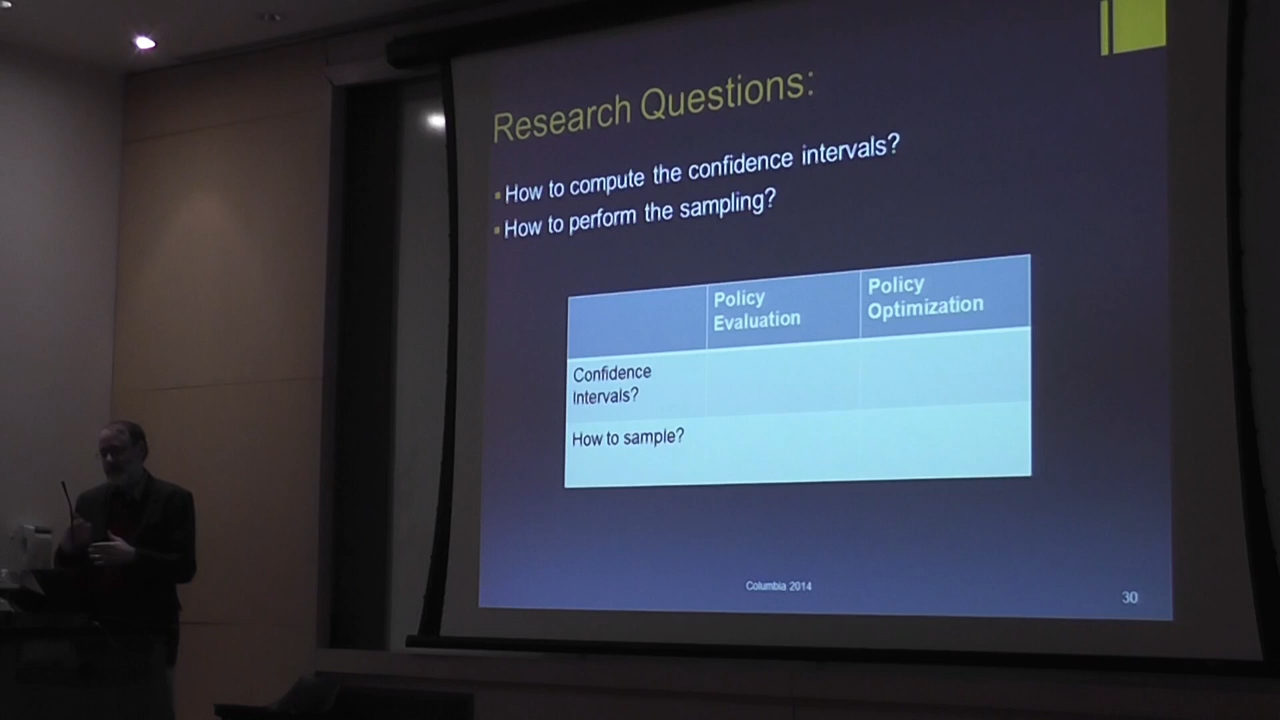 Research Questions:
How to compute the confidence intervals?
How to perform the sampling?
Policy
Evaluation
Policy
Optimization
Confidence
Intervals?
How to sample?
Columbia 2014
30